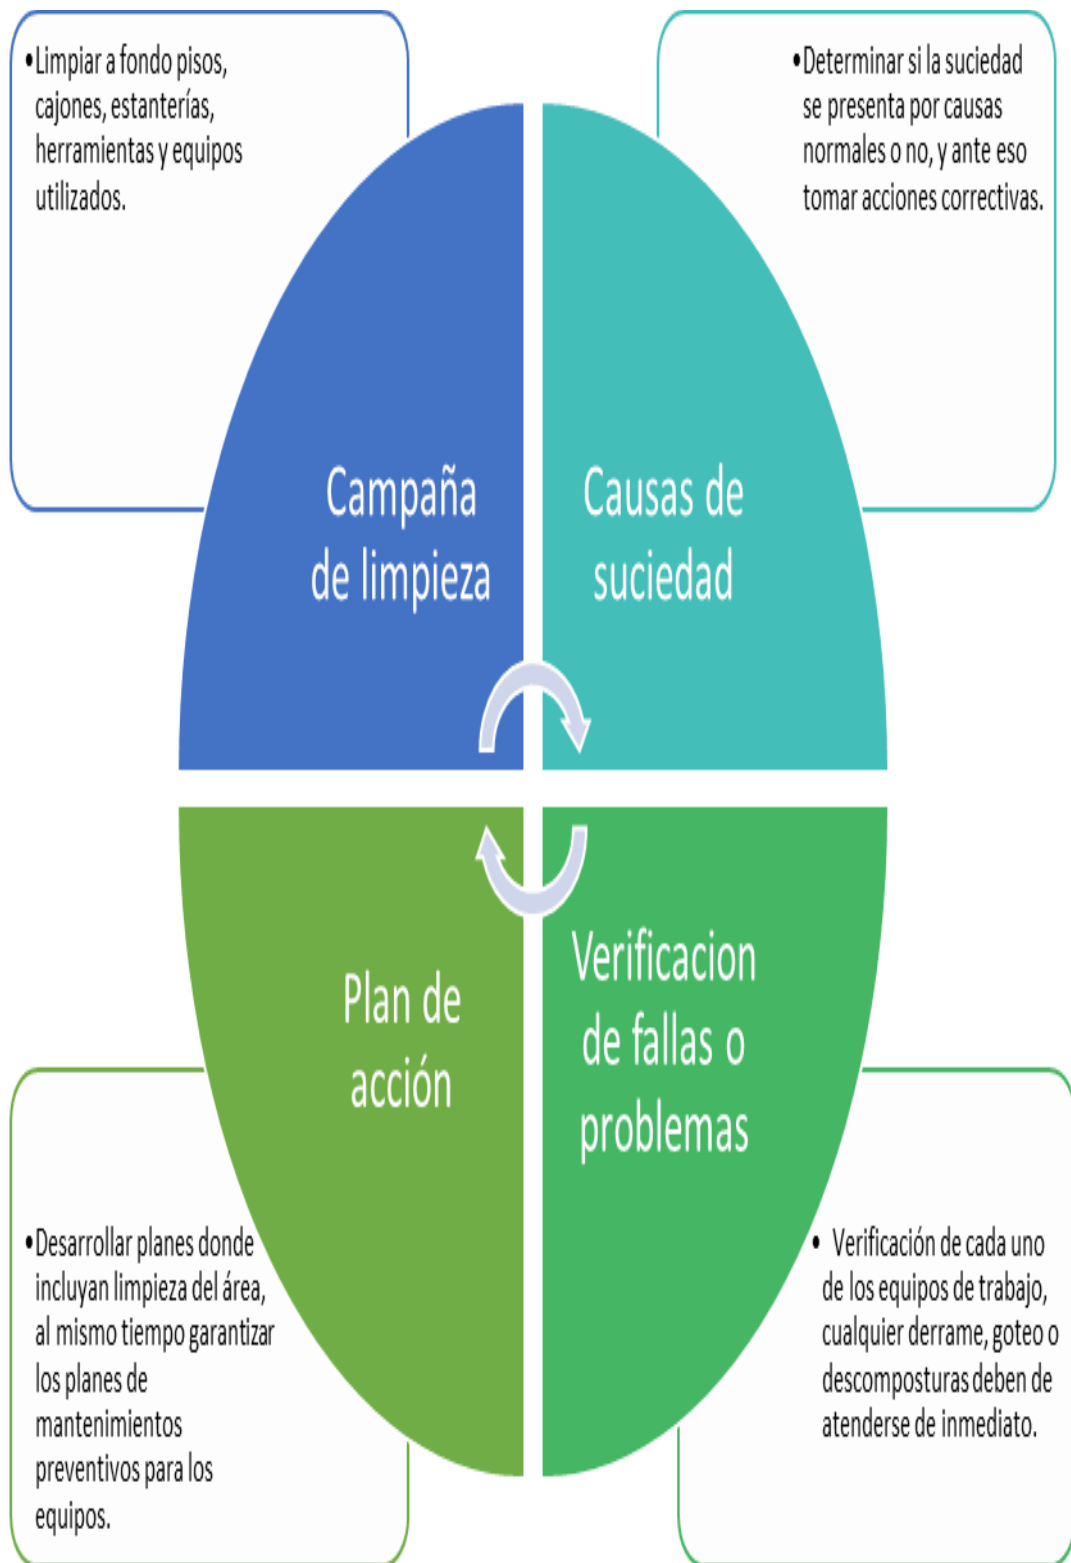 •Limpiar a fondo pisos,
cajones, estanterías,
herramientas y equipos
utilizados.
•Determinar si la suciedad
se presenta por causas
normales o no, y ante eso
tomar acciones correctivas.
Campaña
de limpieza
Causas de
suciedad
Plan de
acción
Verificacion
de fallas o
problemas
•Desarrollar planes donde
incluyan limpieza del área,
al mismo tiempo garantizar
los planes de
mantenimientos
preventivos para los
equipos.
• Verificación de cada uno
de los equipos de trabajo,
cualquier derrame, goteo o
descomposturas deben de
atenderse de inmediato.